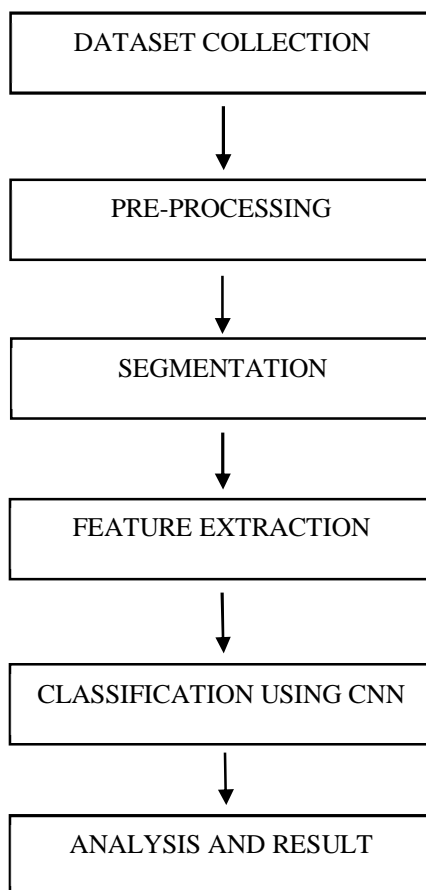 DATASET COLLECTION
PRE-PROCESSING
SEGMENTATION
FEATURE EXTRACTION
CLASSIFICATION USING CNN
ANALYSIS AND RESULT